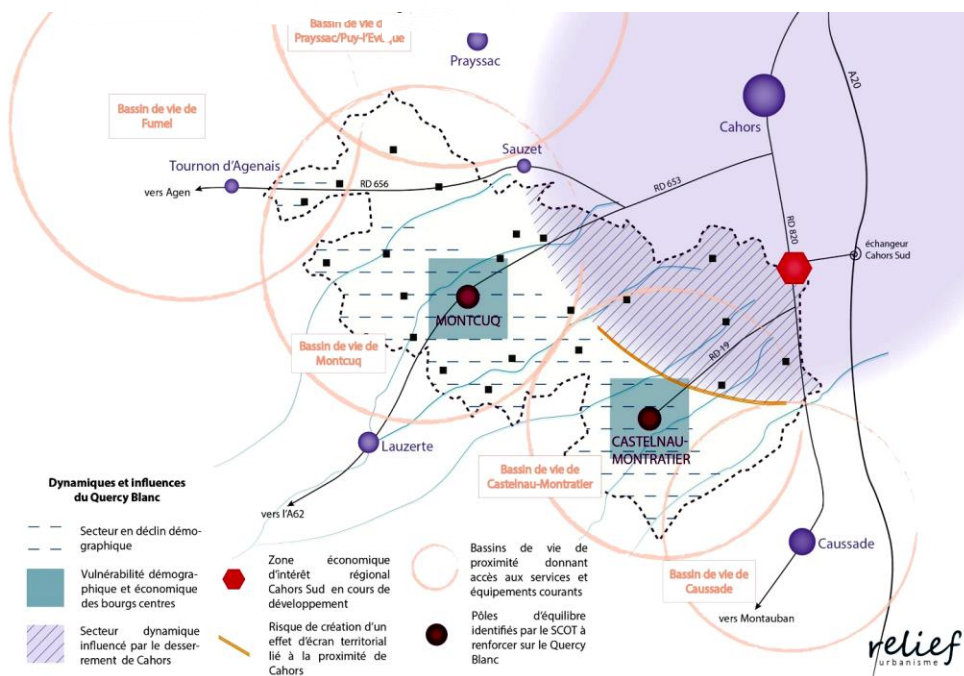 Bassin de vie d
Prayssac/Puy-l'Evêque
Prayssac
A20
Bassin de vie de
Fumel
Cahors
Sauzet
Tournon d'Agenais
RD 653
vers Agen
RD 656
RD 820
échangeur
Cahors Sud
MONTCUQ
Bassin de vie de
Montcuq
RD 19
CASTELNAU-
MONTRATIER
Lauzerte
Bassin de vie de
Castelnau-Montratier
vers l'A62
Caussade
Bassin de vie de
Caussade
vers Montauban
Dynamiques et influences
du Quercy Blanc
Secteur en déclin démo-
graphique
Vulnérabilité démogra-
phique et économique
des bourgs centres
Secteur dynamique
influencé par le desser-
rement de Cahors
Zone économique
d'intérêt régional
Cahors Sud en cours de
développement
Risque de création d'un
effet d'écran territorial
lié à la proximité de
Cahors
Bassins de vie de
proximité donnant
accès aux services et
équipements courants
Pôles d'équilibre
identifiés par le SCOT à
renforcer sur le Quercy
Blanc
relief
urbanisme